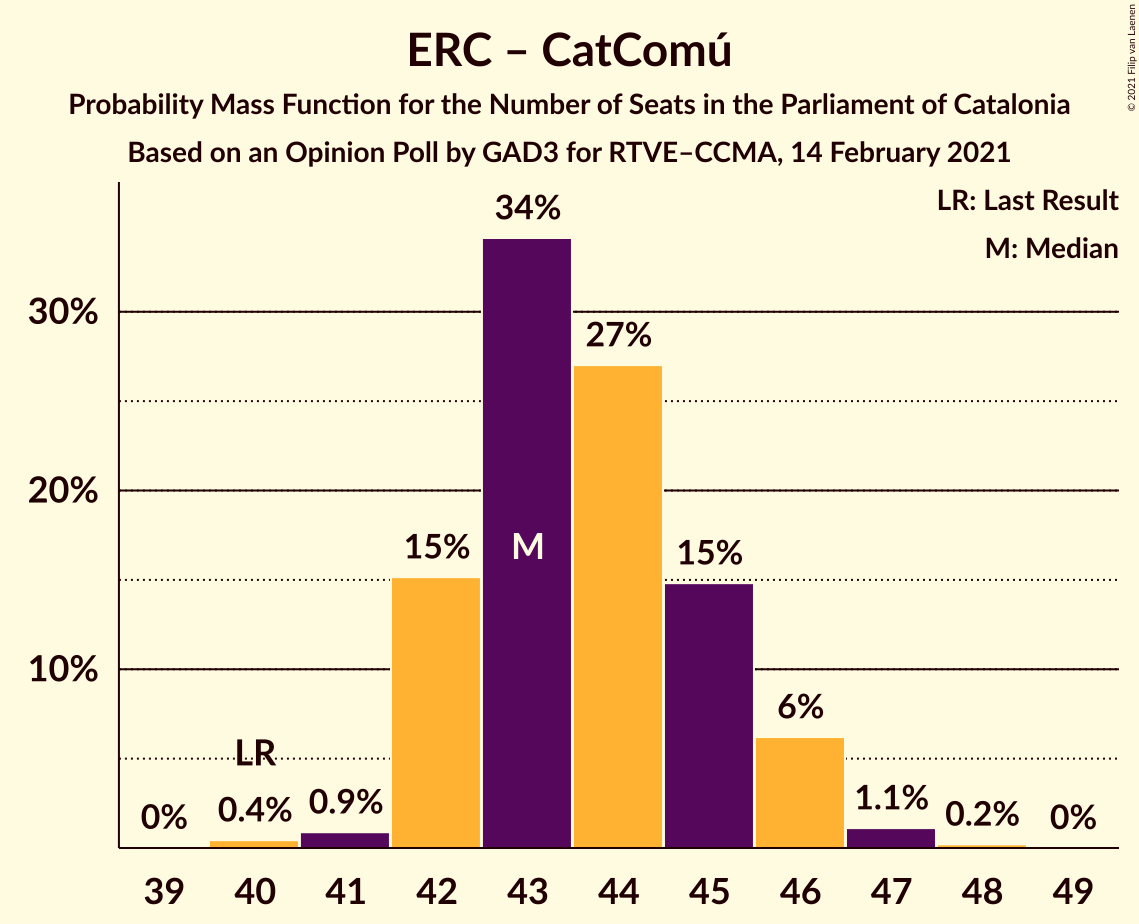 ERC – CatComú
Probability Mass Function for the Number of Seats in the Parliament of Catalonia
Based on an Opinion Poll by GAD3 for RTVE–CCMA, 14 February 2021
© 2021 Filip van Laenen
LR: Last Result
M: Median
34%
30%
27%
20%
15%
M
15%
10%
6%
LR
0%
0.4%
0.9%
1.1%
0.2%
0%
39 40 41 42 43 44 45 46 47 48 49